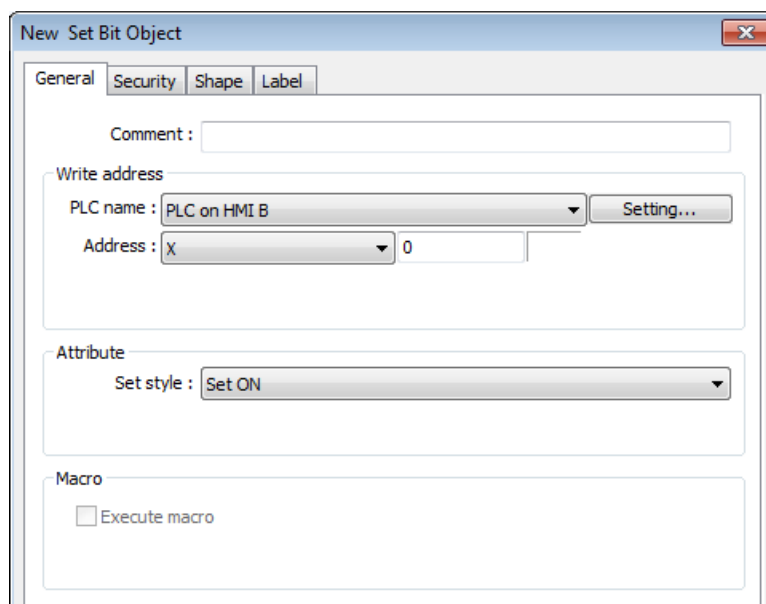 New Set Bit Object
General Security Shape Label
Comment :
Write address
PLC name : PLC on HMI B Setting...
Address : X 0
Attribute
Set style : Set ON
Macro
Execute macro